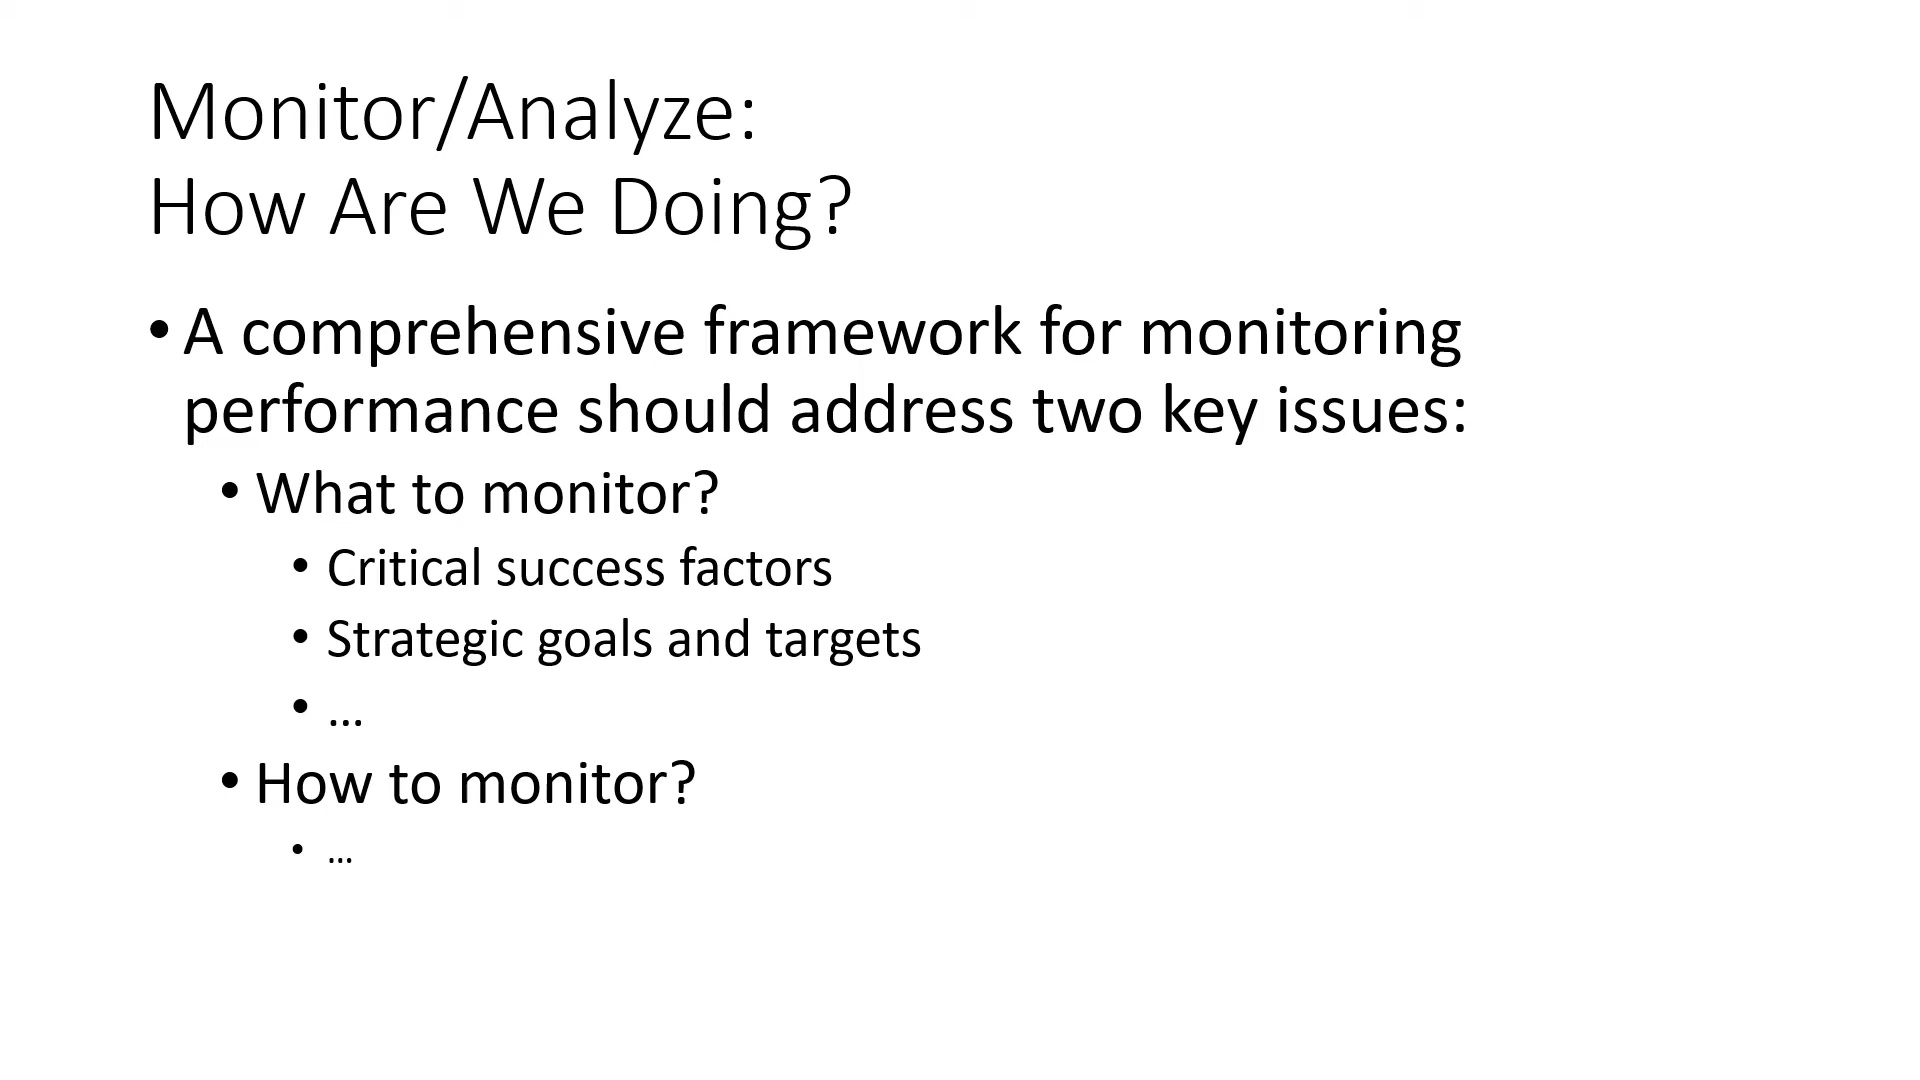 Monitor/Analyze:
How Are We Doing?
• A comprehensive framework for monitoring
performance should address two key issues:
• What to monitor?
• Critical success factors
• Strategic goals and targets
• …
• How to monitor?
• …